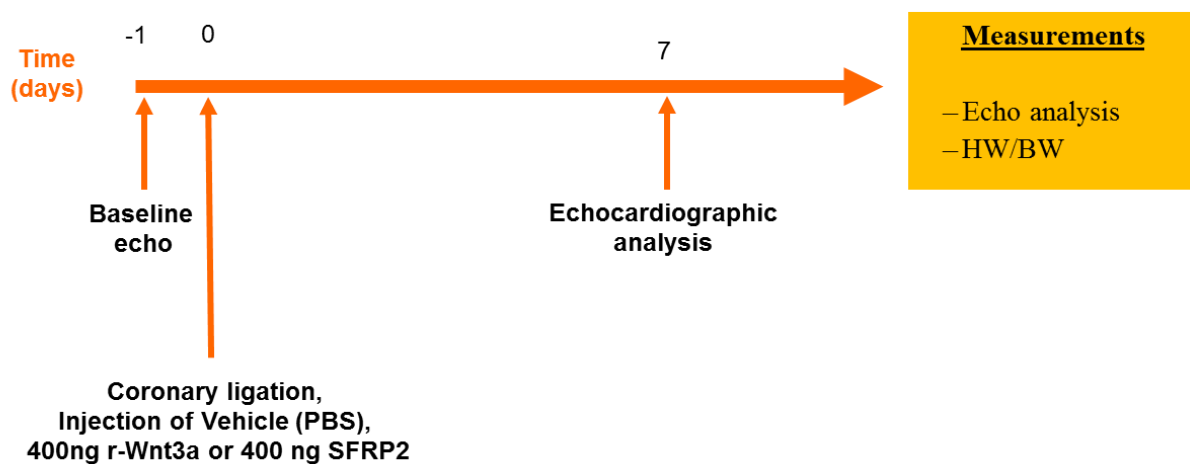 -1
0
7
Time
(days)
Baseline
echo
Echocardiographic
analysis
Coronary ligation,
Injection of Vehicle (PBS),
400ng r-Wnt3a or 400 ng SFRP2
Measurements
–Echo analysis
–HW/BW